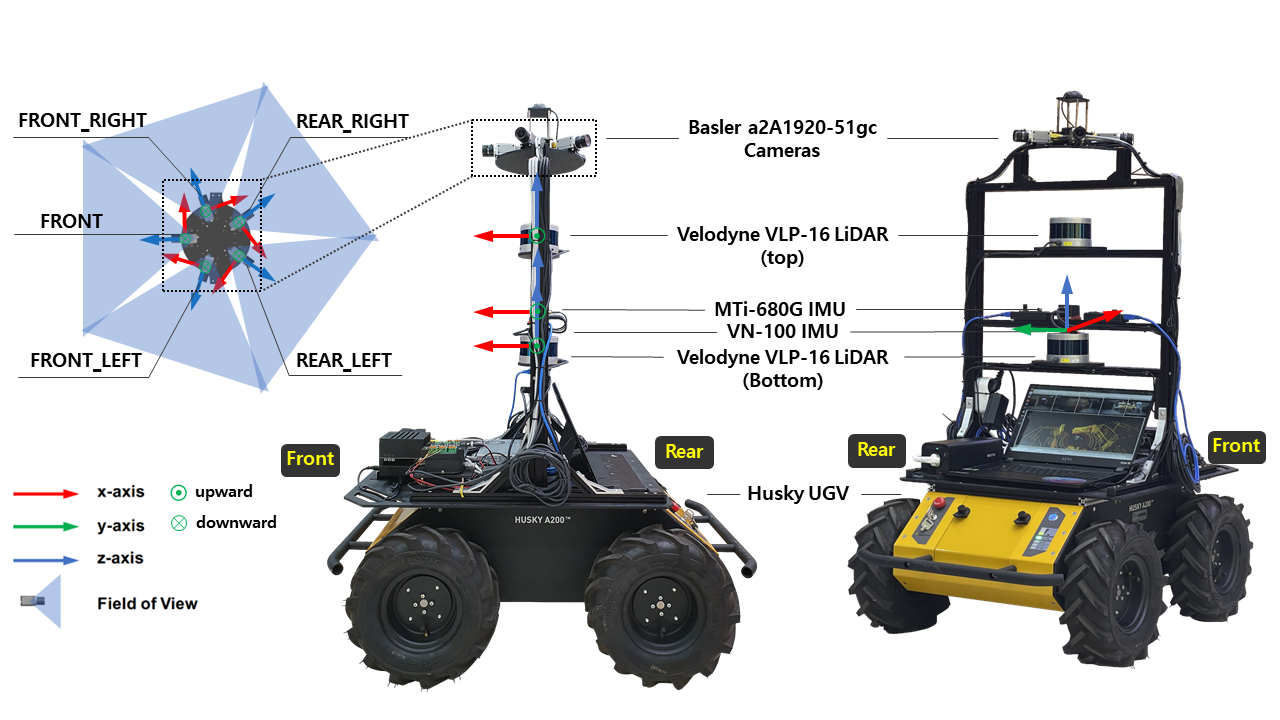 FRONT_RIGHT
REAR_RIGHT
FRONT
FRONT_LEFT
REAR_LEFT
Basler a2A1920-51gc
Cameras
Velodyne VLP-16 LiDAR
(top)
MTi-680G IMU
VN-100 IMU
Velodyne VLP-16 LiDAR
(Bottom)
Front
Rear
Rear
Front
Husky UGV
HUSKY A200™
HUSKY A200™
x-axis
upward
y-axis
downward
z-axis
Field of View